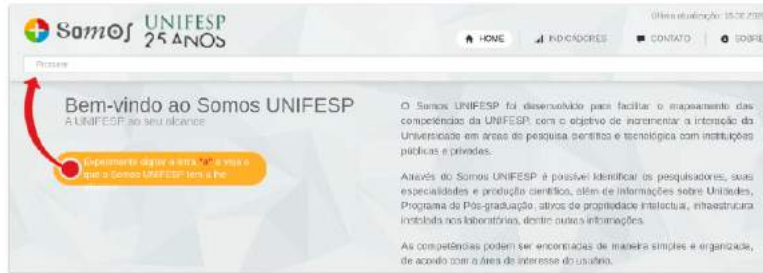 Somos UNIFESP
25 ANOS
Última atualização:
HOME
INDICADORES
CONTATO
SOBRE
Procurar
Bem-vindo ao Somos UNIFESP
A UNIFESP ao seu alcance
Experimente digitar a letra "a" e veja o
que o Somos UNIFESP tem a lhe
O Somos UNIFESP foi desenvolvido para facilitar o mapeamento das
competências da UNIFESP, com o objetivo de incrementar a interação da
Universidade em áreas de pesquisa científica e tecnológica com instituições
públicas e privadas.
Através do Somos UNIFESP é possível identificar os pesquisadores, suas
especialidades e produção científica, além de informações sobre Unidades,
Programa de Pós-graduação, ativos de propriedade intelectual, infraestrutura
instalada nos laboratórios, dentre outras informações.
As competências podem ser encontradas de maneira simples e organizada,
de acordo com a área de interesse do usuário.